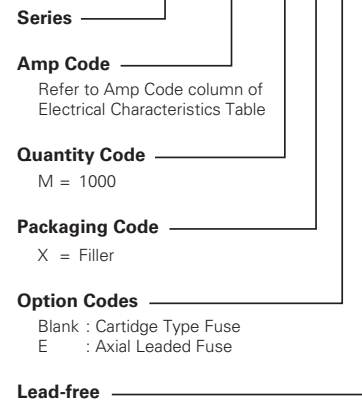 Series
Amp Code
Refer to Amp Code column of
Electrical Characteristics Table
Quantity Code
M = 1000
Packaging Code
X = Filler
Option Codes
Blank : Cartidge Type Fuse
E : Axial Leaded Fuse
Lead-free